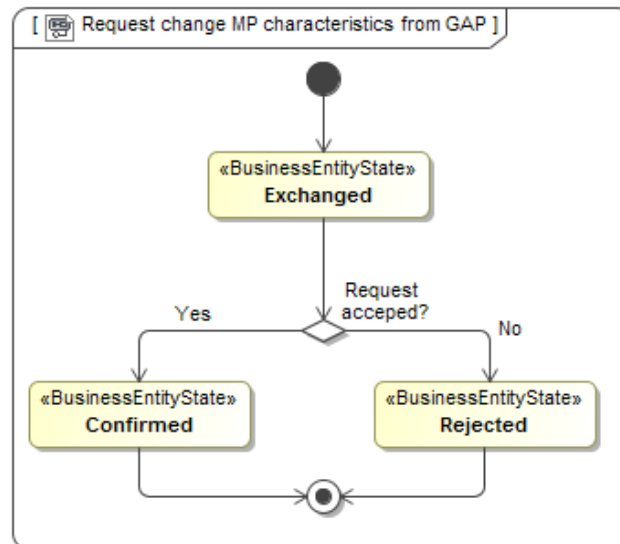 [ Request change MP characteristics from GAP ]
«BusinessEntityState»
Exchanged
Request
acceped?
Yes
No
«BusinessEntityState»
Confirmed
«BusinessEntityState»
Rejected